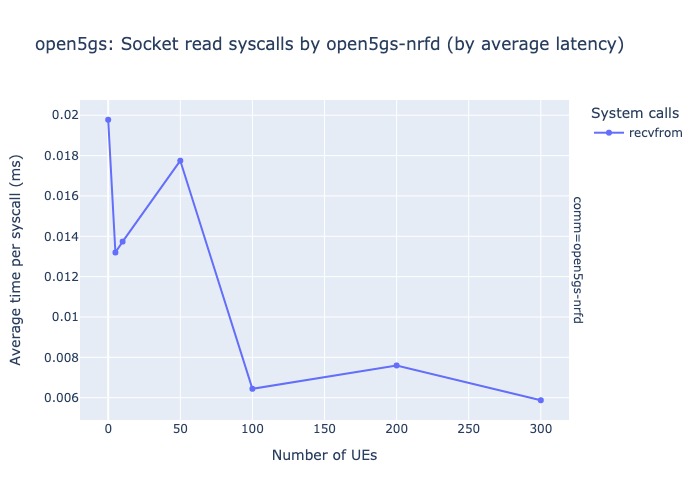 open5gs: Socket read syscalls by open5gs-nrfd (by average latency)
System calls
recvfrom
0.02
0.018
0.016
0.014
0.012
0.01
0.008
0.006
Average time per syscall (ms)
comm=open5gs-nrfd
0 50 100 150 200 250 300
Number of UEs